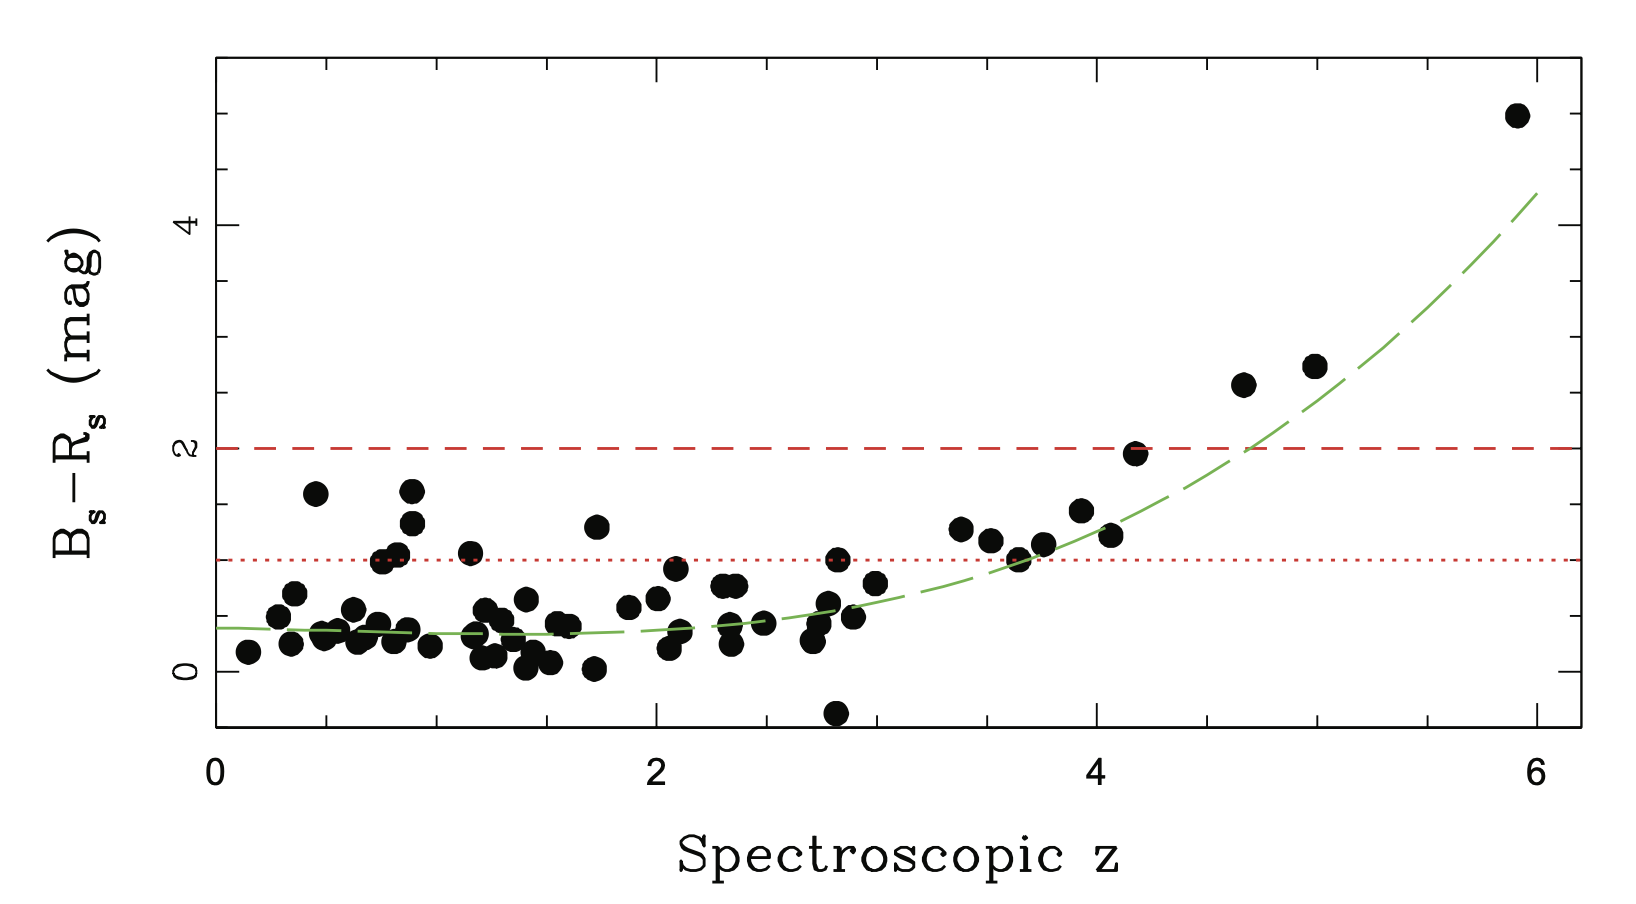 B_s−R_s (mag)
4
2
0
0 2 4 6
Spectroscopic z